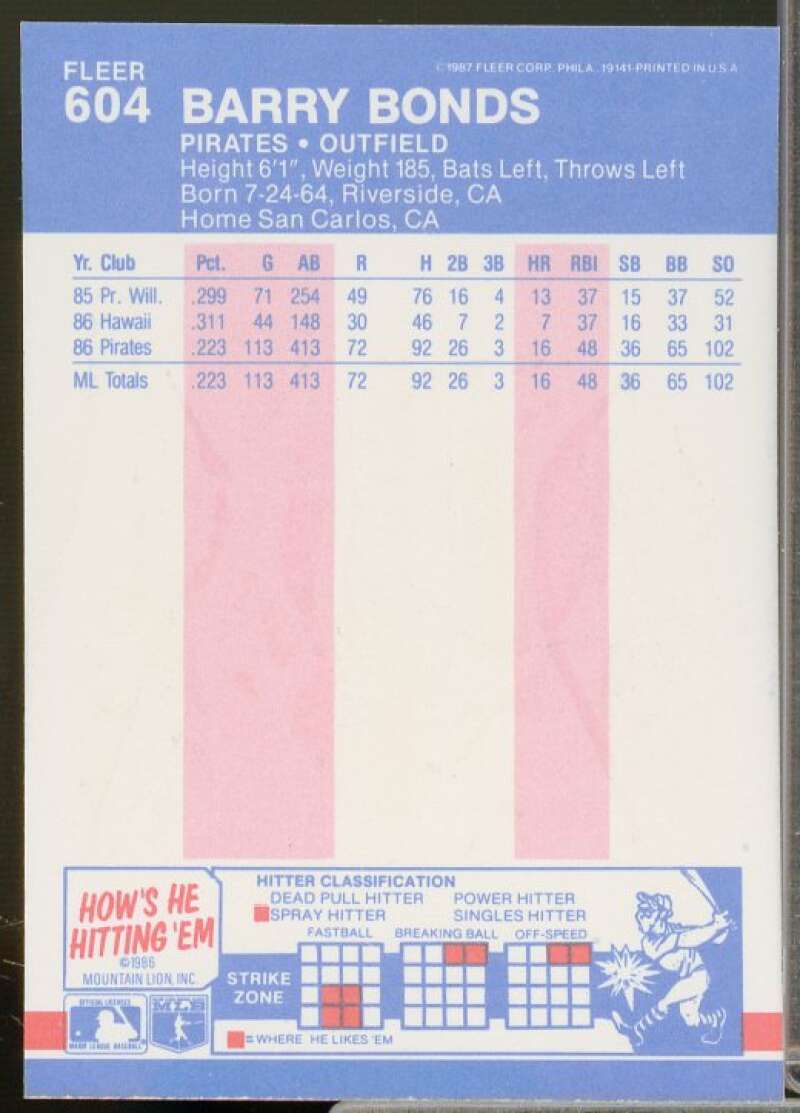 FLEER
©1987 FLEER CORP. PHILA. 19141-PRINTED IN U.S.A
604 BARRY BONDS
PIRATES • OUTFIELD
Height 6'1", Weight 185, Bats Left, Throws Left
Born 7-24-64, Riverside, CA
Home San Carlos, CA
Yr. Club Pct. G AB R H 2B 3B HR RBI SB BB SO
85 Pr. Will. .299 71 254 49 76 16 4 13 37 15 37 52
86 Hawaii .311 44 148 30 46 7 2 7 37 16 33 31
86 Pirates .223 113 413 72 92 26 3 16 48 36 65 102
ML Totals .223 113 413 72 92 26 3 16 48 36 65 102
HOW'S HE
HITTING 'EM
©1986
MOUNTAIN LION, INC.
HITTER CLASSIFICATION
DEAD PULL HITTER POWER HITTER
SPRAY HITTER SINGLES HITTER
FASTBALL BREAKING BALL OFF-SPEED
STRIKE
ZONE
=WHERE HE LIKES 'EM
OFFICIAL LICENSEE
MAJOR LEAGUE BASEBALL